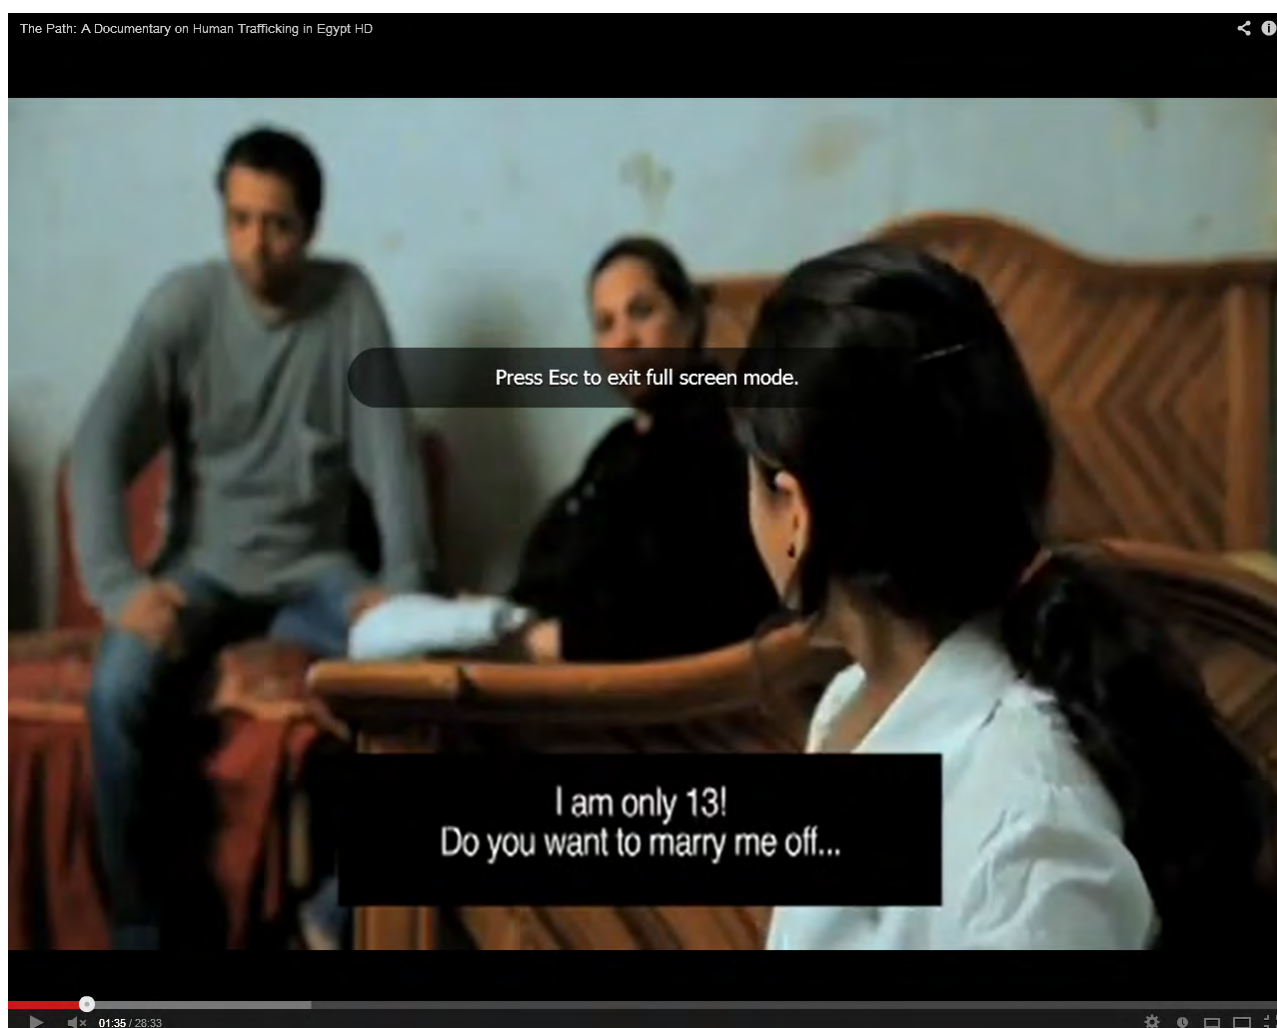 The Path: A Documentary on Human Trafficking in Egypt HD
Press Esc to exit full screen mode.
I am only 13!
Do you want to marry me off...
01:35 / 28:33